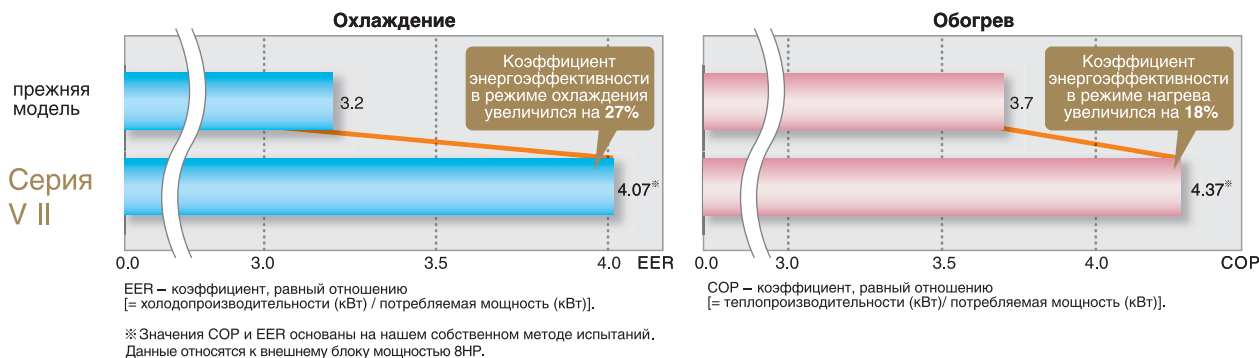 Охлаждение
Коэффициент
энергоэффективности
в режиме охлаждения
увеличился на 27%
прежняя
модель
3.2
Серия
V II
4.07※
0.0 3.0 3.5 4.0 EER
EER – коэффициент, равный отношению
[= холодопроизводительности (кВт) / потребляемая мощность (кВт)].
※Значения COP и EER основаны на нашем собственном методе испытаний.
Данные относятся к внешнему блоку мощностью 8HP.
Обогрев
Коэффициент
энергоэффективности
в режиме нагрева
увеличился на 18%
3.7
4.37※
0.0 3.0 3.5 4.0 COP
COP – коэффициент, равный отношению
[= теплопроизводительности (кВт)/ потребляемая мощность (кВт)].